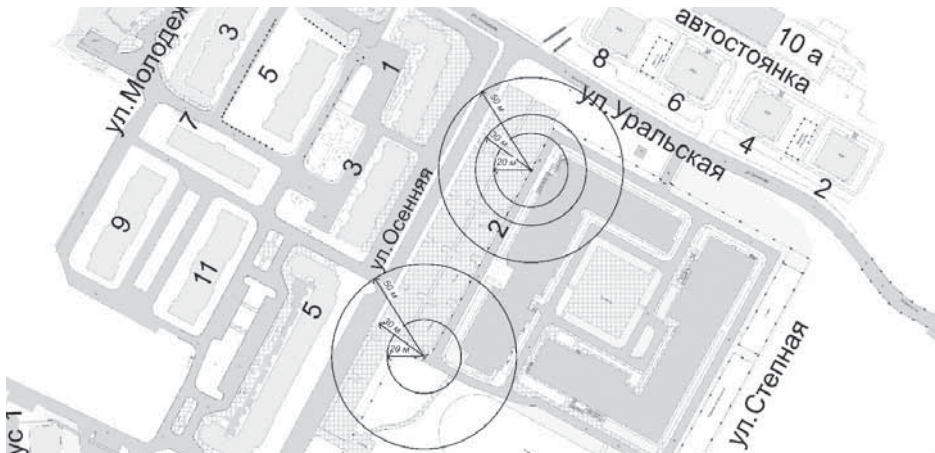 ул.Молодеж
3
5
1
7
3
9
11
5
ул.Осенняя
50 м
30 м
20 м
2
50 м
30 м
20 м
ул.Уральская
автостоянка
10 а
8
6
4
2
ул.Степная
ус 1